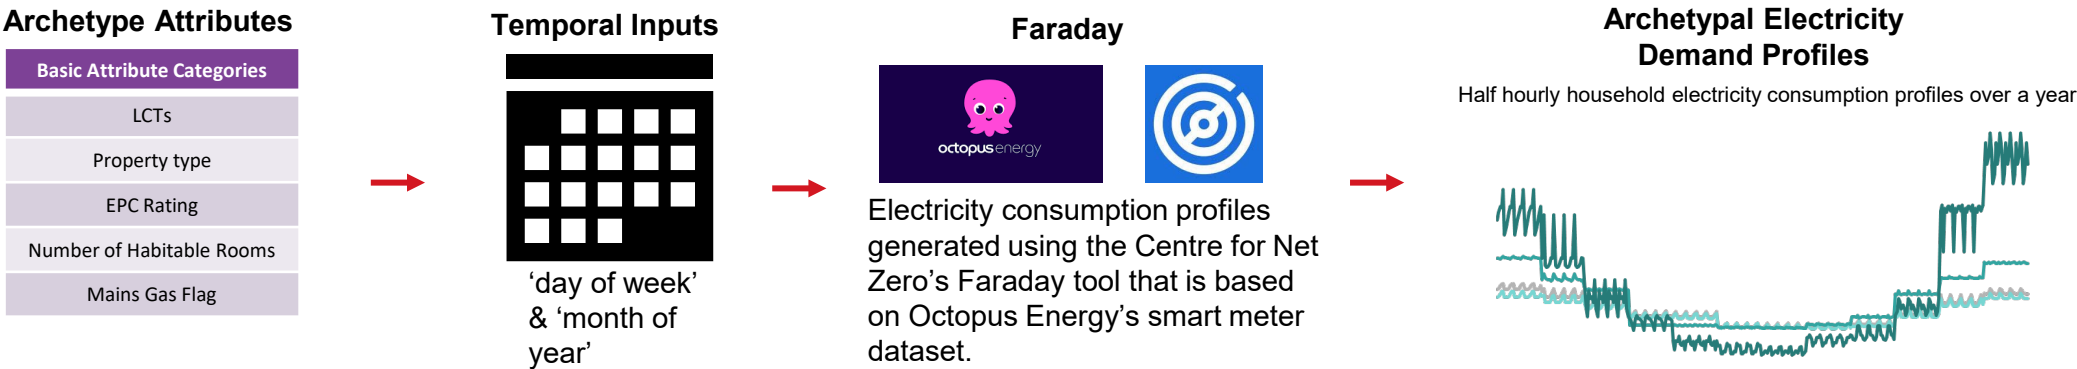 Archetype Attributes
Basic Attribute Categories
LCTs
Property type
EPC Rating
Number of Habitable Rooms
Mains Gas Flag
Temporal Inputs
‘day of week’
& ‘month of
year’
Faraday
octopusenergy
Electricity consumption profiles
generated using the Centre for Net
Zero’s Faraday tool that is based
on Octopus Energy’s smart meter
dataset.
Archetypal Electricity
Demand Profiles
Half hourly household electricity consumption profiles over a year